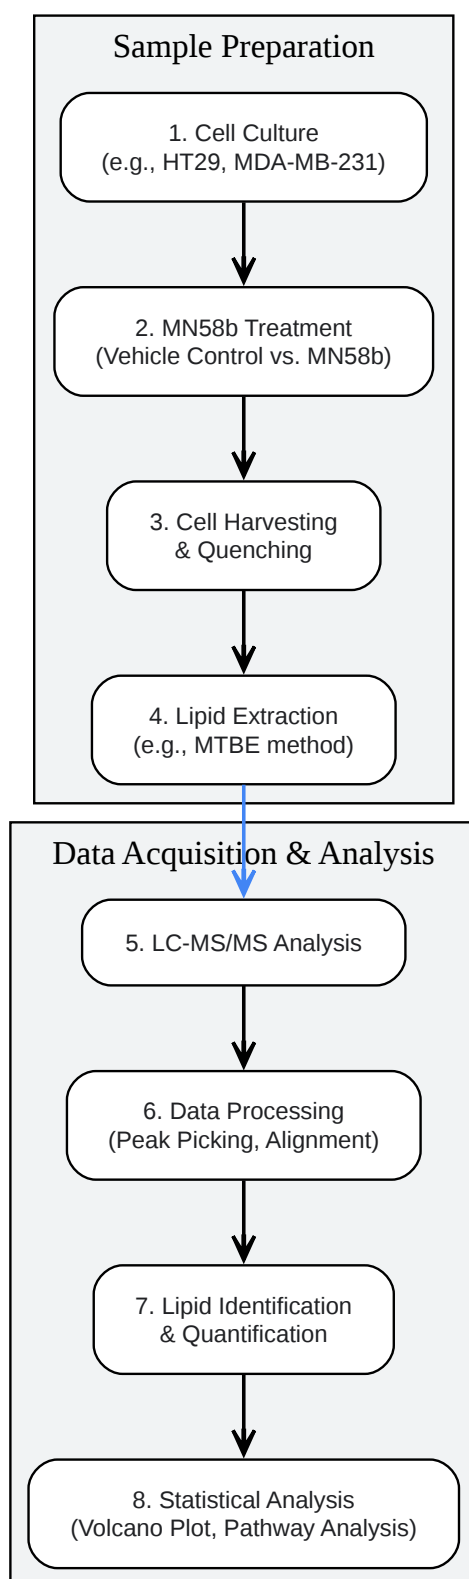 Sample Preparation
1. Cell Culture
(e.g., HT29, MDA-MB-231)
2. MN58b Treatment
(Vehicle Control vs. MN58b)
3. Cell Harvesting
& Quenching
4. Lipid Extraction
(e.g., MTBE method)
Data Acquisition & Analysis
5. LC-MS/MS Analysis
6. Data Processing
(Peak Picking, Alignment)
7. Lipid Identification
& Quantification
8. Statistical Analysis
(Volcano Plot, Pathway Analysis)